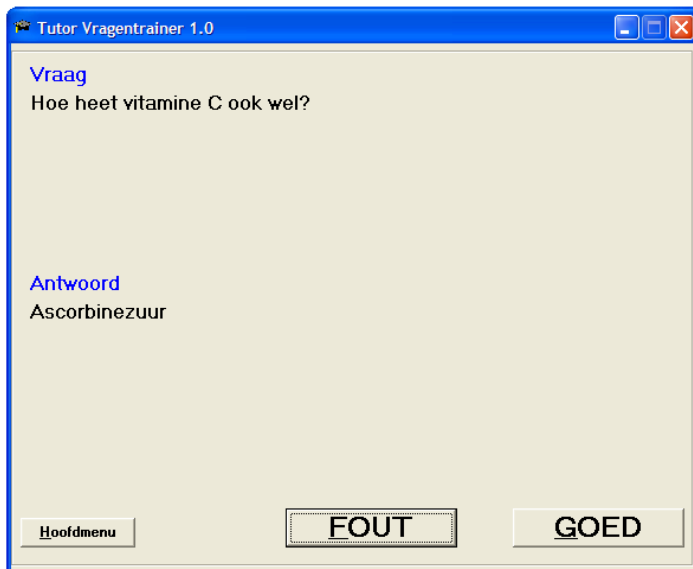 Tutor Vragentrainer 1.0
Vraag
Hoe heet vitamine C ook wel?
Antwoord
Ascorbinezuur
Hoofdmenu FOUT GOED